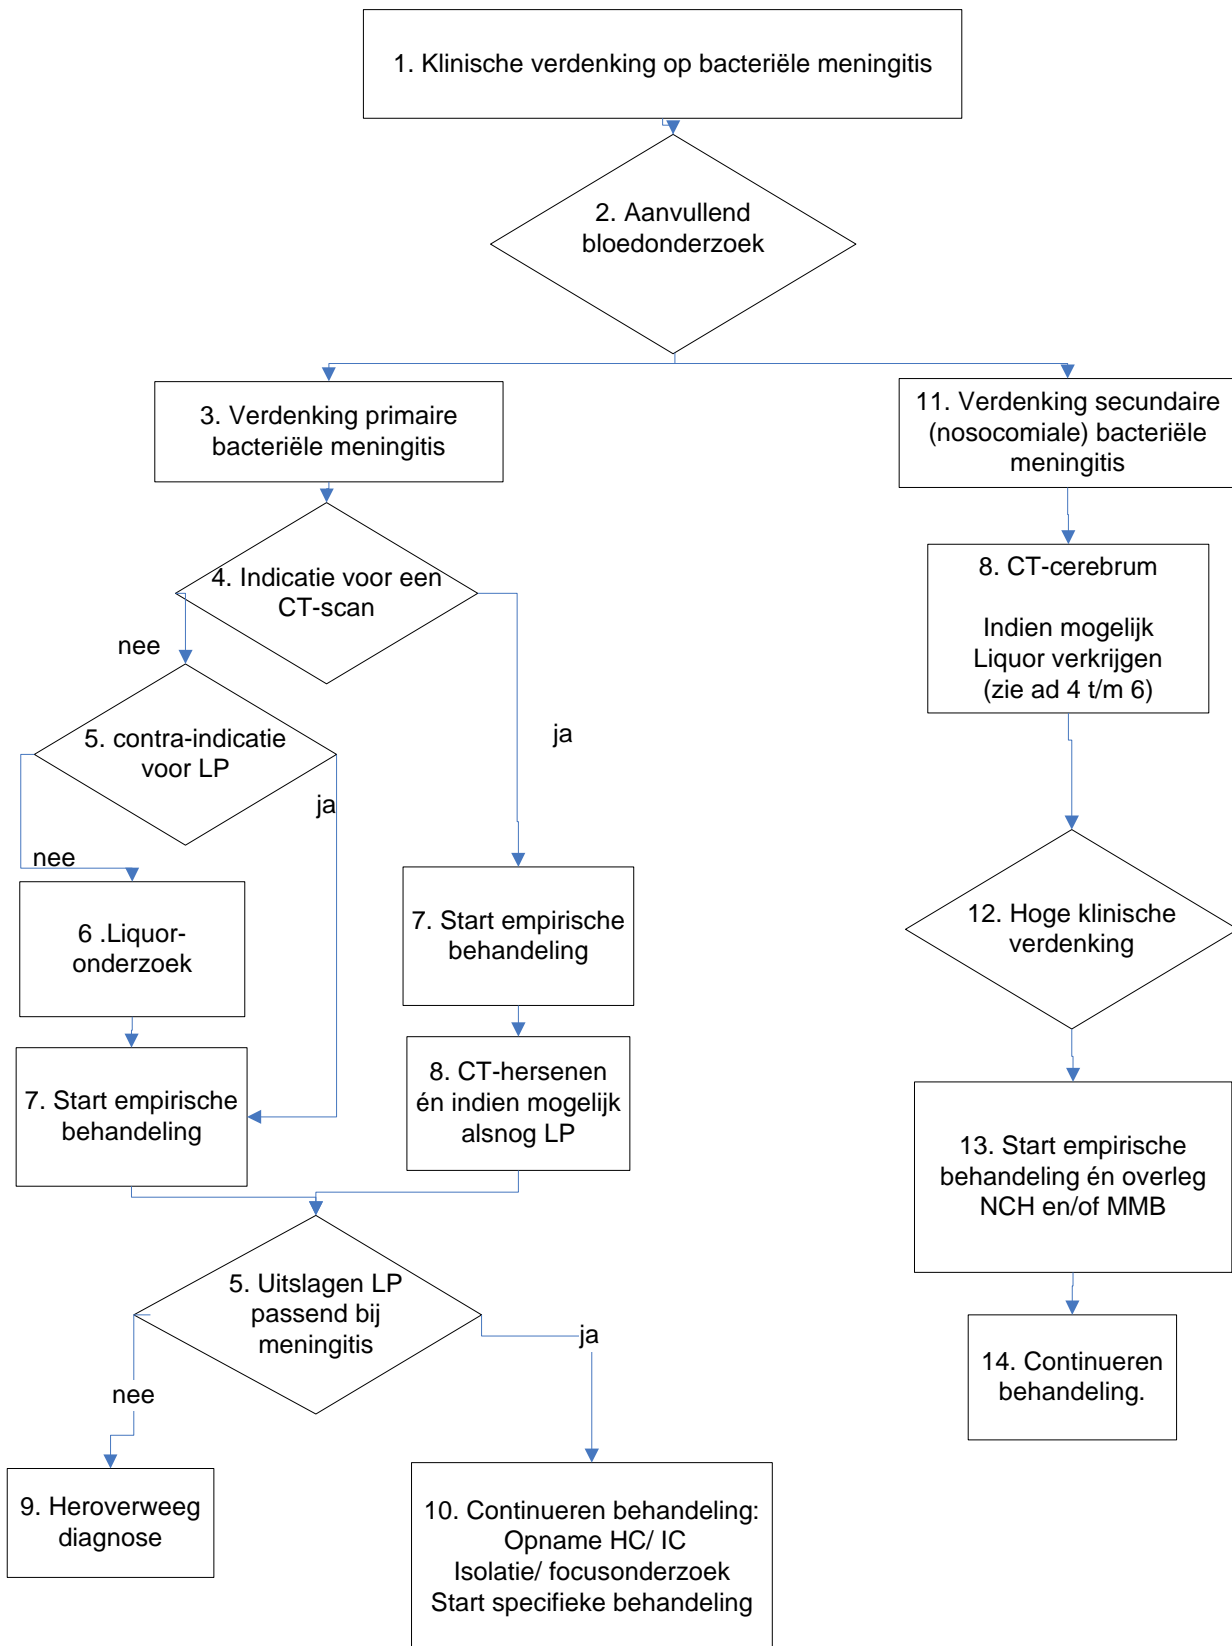 1. Klinische verdenking op bacteriële meningitis
2. Aanvullend
bloedonderzoek
3. Verdenking primaire
bacteriële meningitis
11. Verdenking secundaire
(nosocomiale) bacteriële
meningitis
4. Indicatie voor een
CT-scan
nee
ja
8. CT-cerebrum
Indien mogelijk
Liquor verkrijgen
(zie ad 4 t/m 6)
5. contra-indicatie
voor LP
ja
nee
6 .Liquor-
onderzoek
7. Start empirische
behandeling
12. Hoge klinische
verdenking
7. Start empirische
behandeling
8. CT-hersenen
én indien mogelijk
alsnog LP
13. Start empirische
behandeling én overleg
NCH en/of MMB
5. Uitslagen LP
passend bij
meningitis
ja
nee
14. Continueren
behandeling.
9. Heroverweeg
diagnose
10. Continueren behandeling:
Opname HC/ IC
Isolatie/ focusonderzoek
Start specifieke behandeling